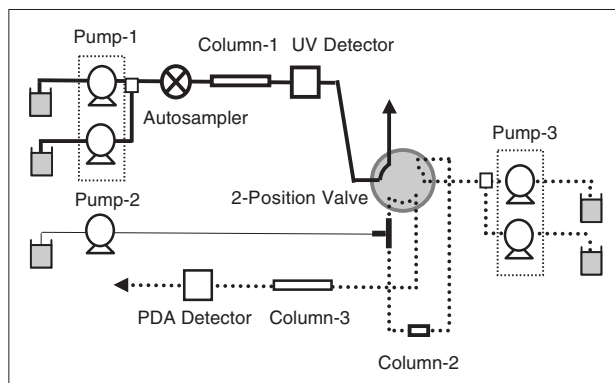 Pump-1
Column-1 UV Detector
Autosampler
Pump-3
2-Position Valve
Pump-2
PDA Detector Column-3
Column-2